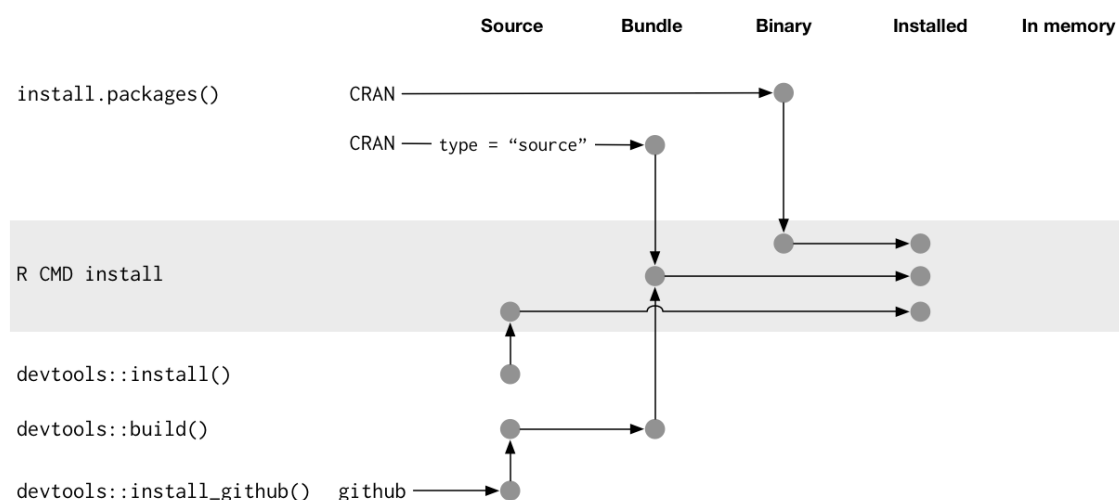 Source Bundle Binary Installed In memory
install.packages() CRAN
CRAN type = “source”
R CMD install
devtools::install()
devtools::build()
devtools::install_github() github